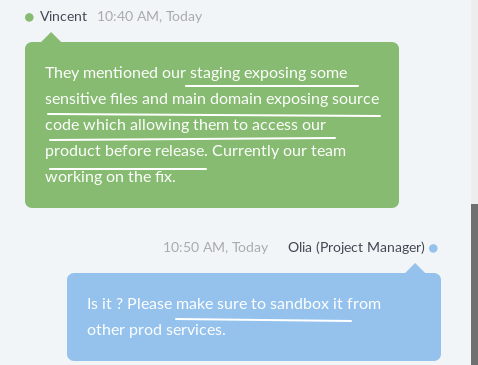 Vincent 10:40 AM, Today
They mentioned our staging exposing some
sensitive files and main domain exposing source
code which allowing them to access our
product before release. Currently our team
working on the fix.
10:50 AM, Today Olia (Project Manager)
Is it ? Please make sure to sandbox it from
other prod services.